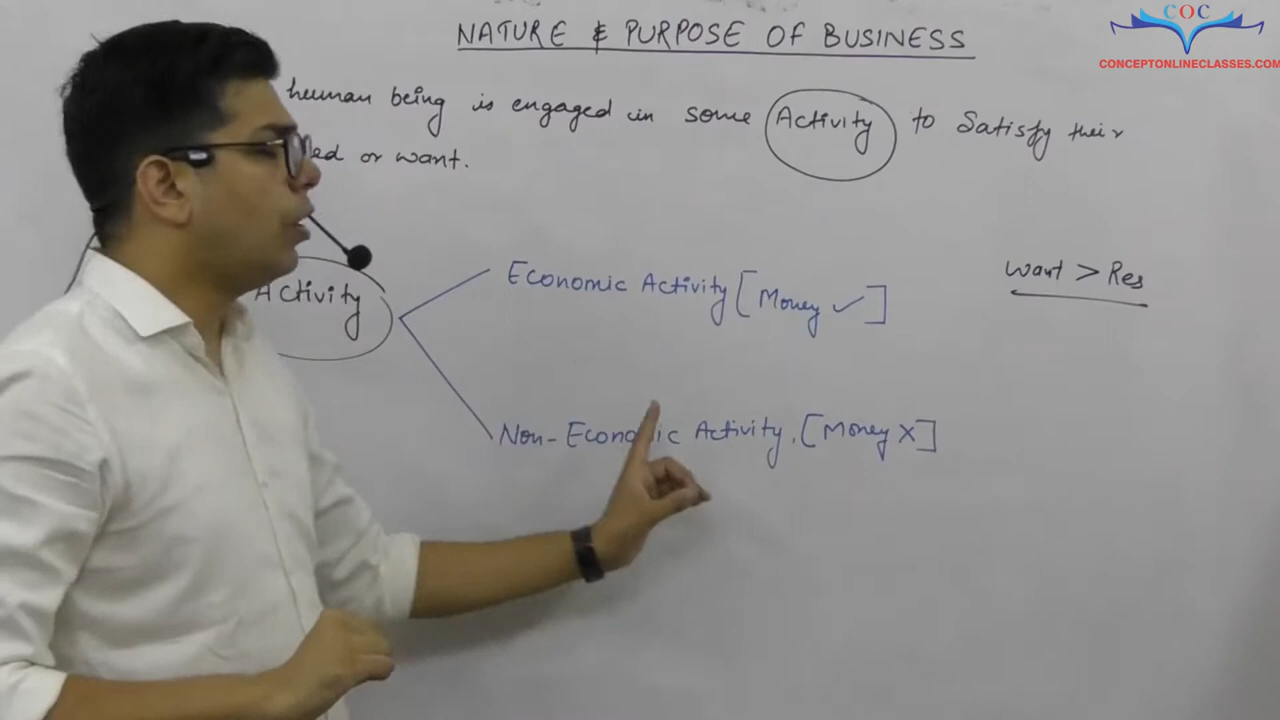 NATURE & PURPOSE OF BUSINESS
COC
CONCEPTONLINECLASSES.COM
human being is engaged in some Activity to Satisfy their
or want.
Activity
Economic Activity [Money ✓]
Want > Res
Non-Economic Activity. [Money X]